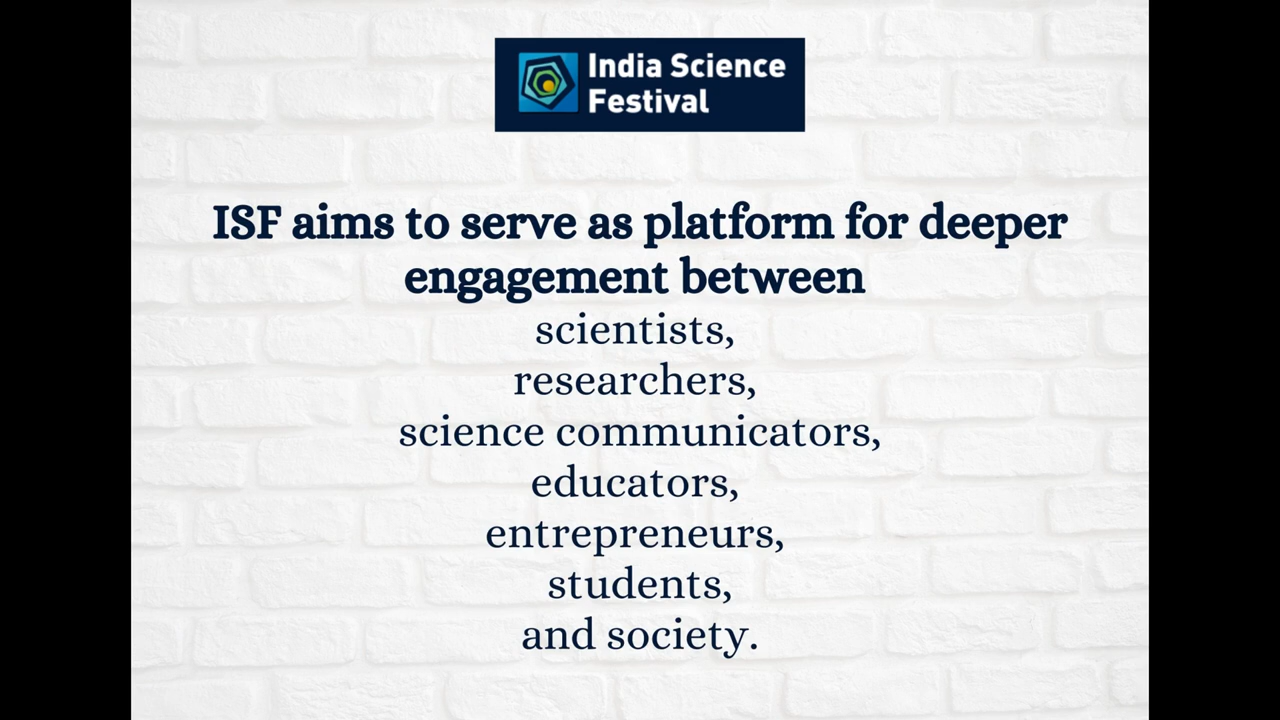 India Science
Festival
ISF aims to serve as platform for deeper
engagement between
scientists,
researchers,
science communicators,
educators,
entrepreneurs,
students,
and society.